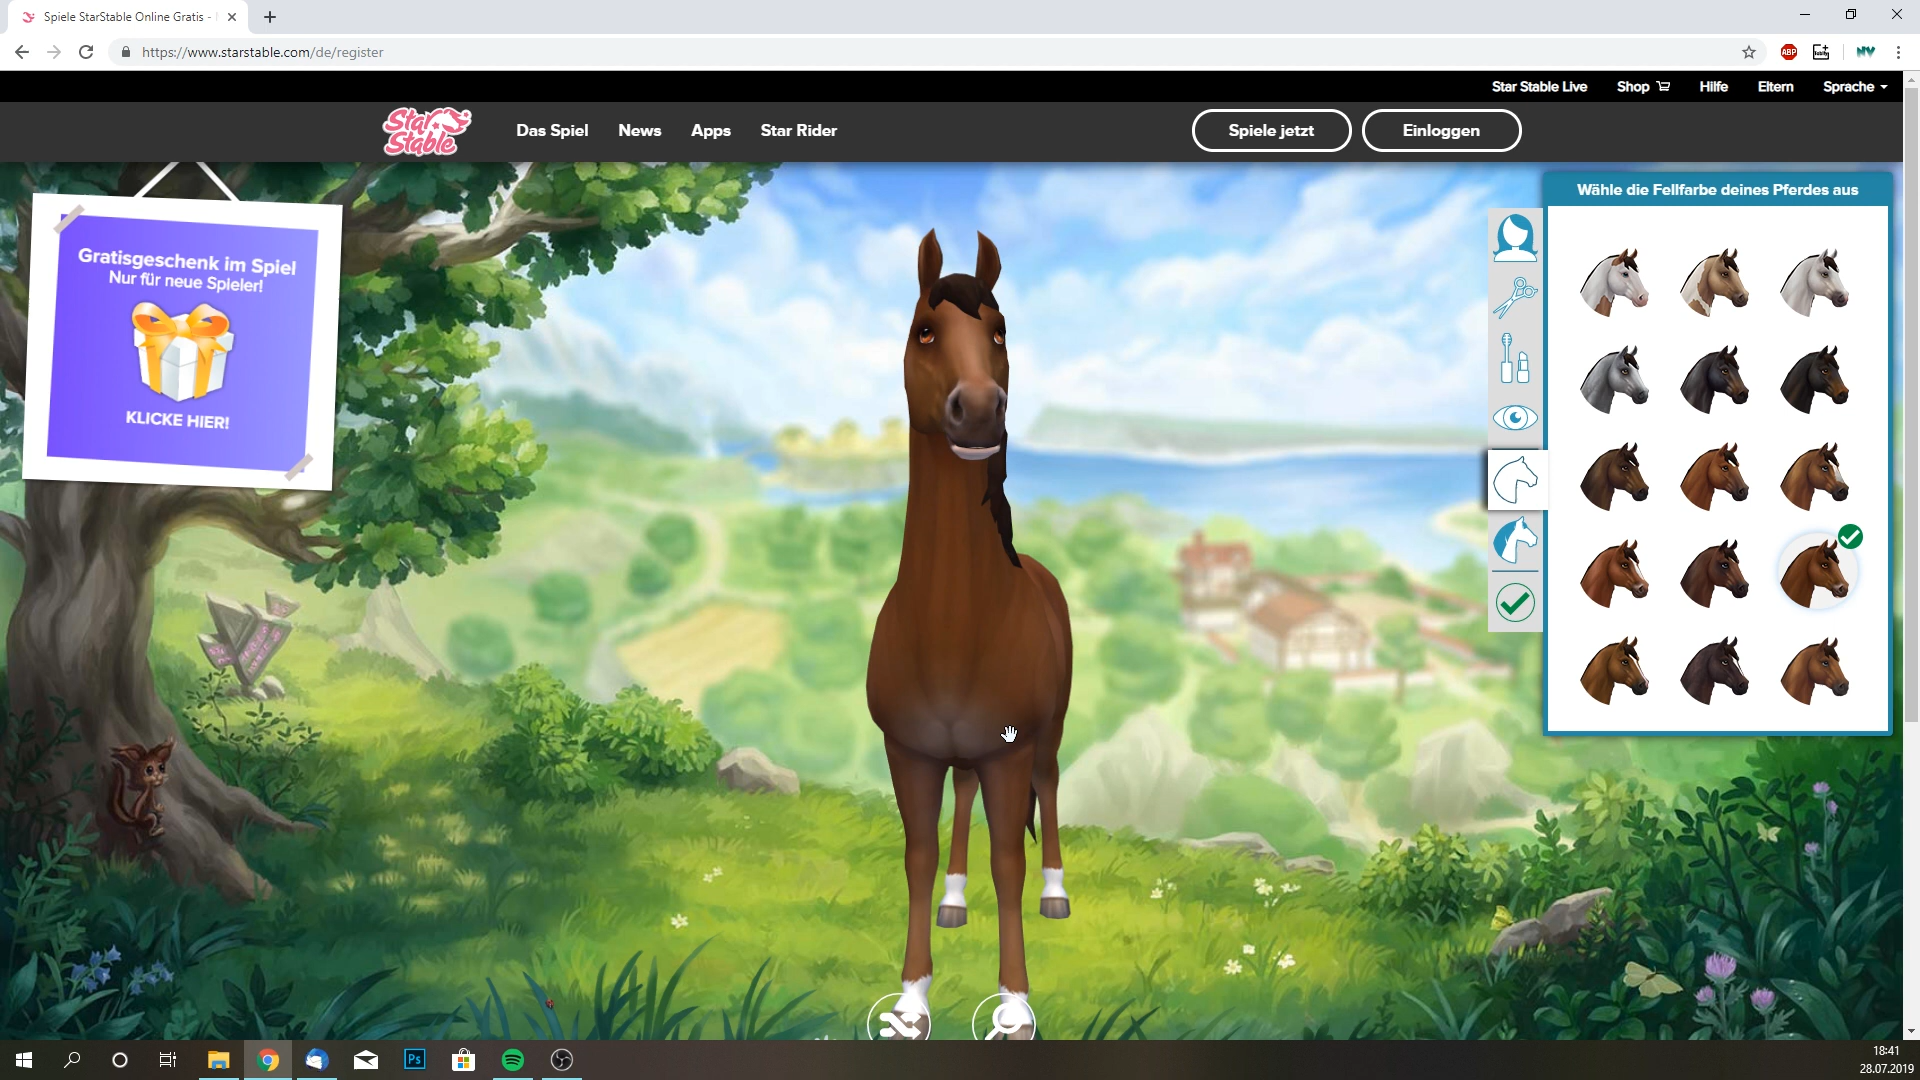 Spiele StarStable Online Gratis -
https://www.starstable.com/de/register
ABP
Star Stable Live
Shop
Hilfe
Eltern
Sprache
Star Stable
Das Spiel
News
Apps
Star Rider
Spiele jetzt
Einloggen
Wähle die Fellfarbe deines Pferdes aus
Gratisgeschenk im Spiel
Nur für neue Spieler!
KLICKE HIER!
Ps
18:41
28.07.2019